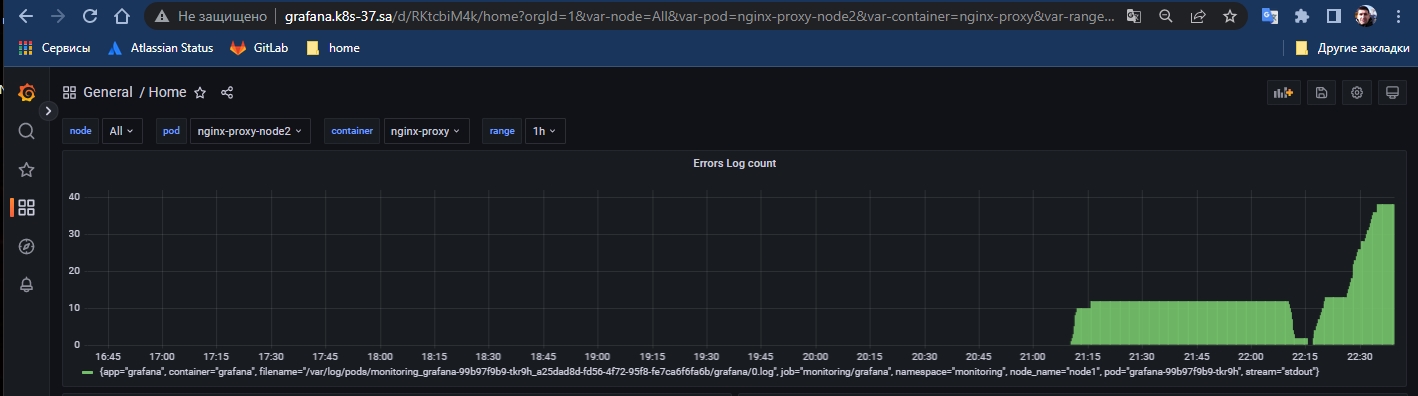 Не защищено grafana.k8s-37.sa/d/RKtcbiM4k/home?orgId=1&var-node=All&var-pod=nginx-proxy-node2&var-container=nginx-proxy&var-range...
Сервисы Atlassian Status GitLab home Другие закладки
General / Home
node All pod nginx-proxy-node2 container nginx-proxy range 1h
Errors Log count
40
30
20
10
0
16:45 17:00 17:15 17:30 17:45 18:00 18:15 18:30 18:45 19:00 19:15 19:30 19:45 20:00 20:15 20:30 20:45 21:00 21:15 21:30 21:45 22:00 22:15 22:30
{app="grafana", container="grafana", filename="/var/log/pods/monitoring_grafana-99b97f9b9-tkr9h_a25dad8d-fd56-4f72-95f8-fe7ca6f6fa6b/grafana/0.log", job="monitoring/grafana", namespace="monitoring", node_name="node1", pod="grafana-99b97f9b9-tkr9h", stream="stdout"}